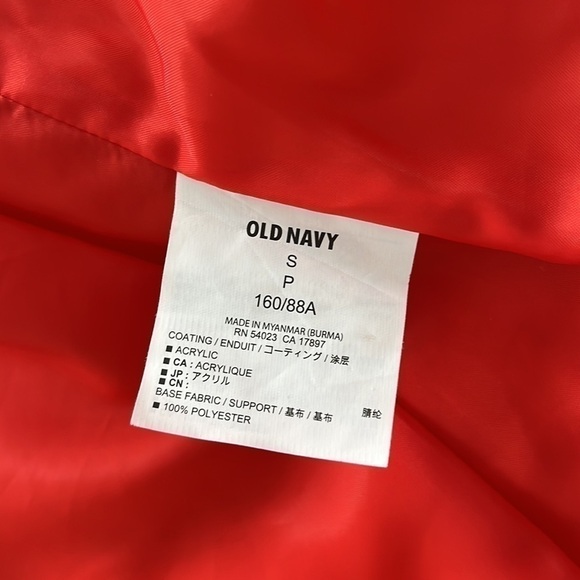 OLD NAVY
S
P
160/88A
MADE IN MYANMAR (BURMA)
RN 54023 CA 17897
COATING / ENDUIT / コーティング / 涂层
■ ACRYLIC
■ CA : ACRYLIQUE
■ JP : アクリル
■ CN :
腈纶
BASE FABRIC / SUPPORT / 基布 / 基布
■ 100% POLYESTER